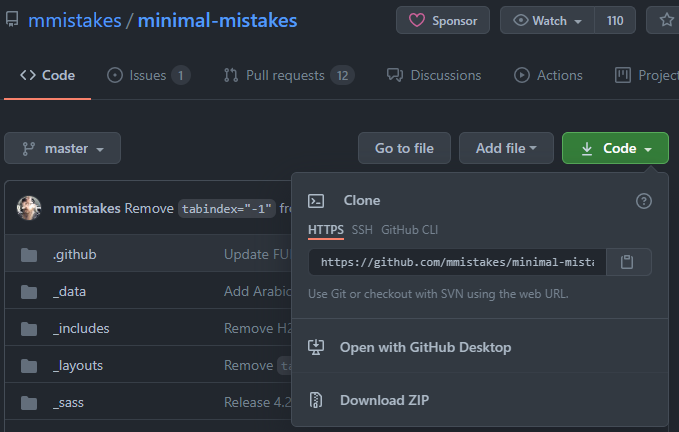 mmistakes / minimal-mistakes Sponsor Watch 110
Code Issues 1 Pull requests 12 Discussions Actions Project
master Go to file Add file Code
mmistakes Remove tabindex="-1" fr
Clone
HTTPS SSH GitHub CLI
.github Update FU
https://github.com/mmistakes/minimal-mista
_data Add Arabi
Use Git or checkout with SVN using the web URL.
_includes Remove H2
Open with GitHub Desktop
_layouts Remove ta
_sass Release 4.2
Download ZIP